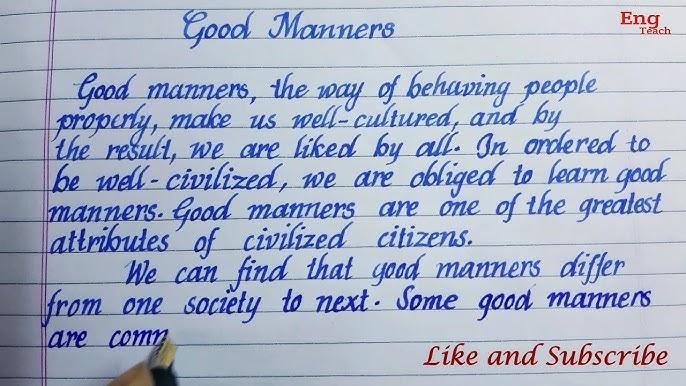 Good Manners
Eng
Teach
Good manners, the way of behaving people
properly, make us well-cultured, and by
the result, we are liked by all. In ordered to
be well-civilized, we are obliged to learn good
manners. Good manners are one of the greatest
attributes of civilized citizens.
We can find that good manners differ
from one society to next. Some good manners
are comm
Like and Subscribe